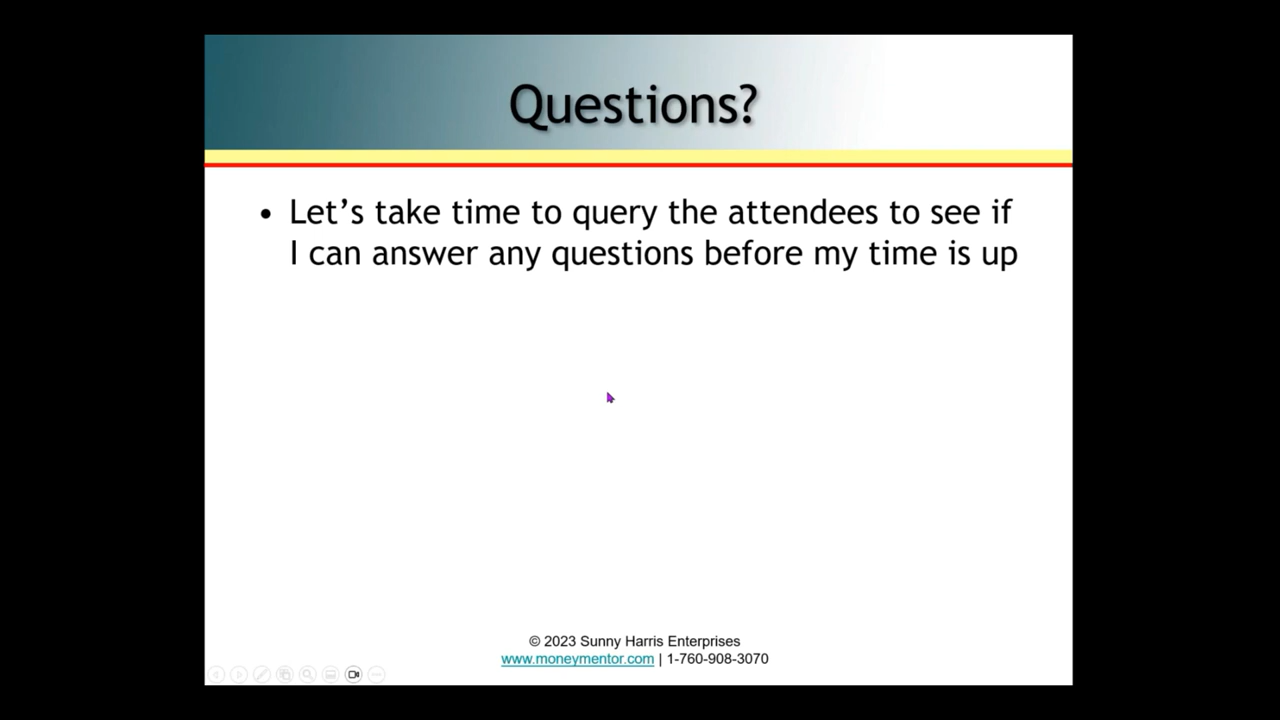 Questions?
• Let's take time to query the attendees to see if
I can answer any questions before my time is up
© 2023 Sunny Harris Enterprises
www.moneymentor.com | 1-760-908-3070